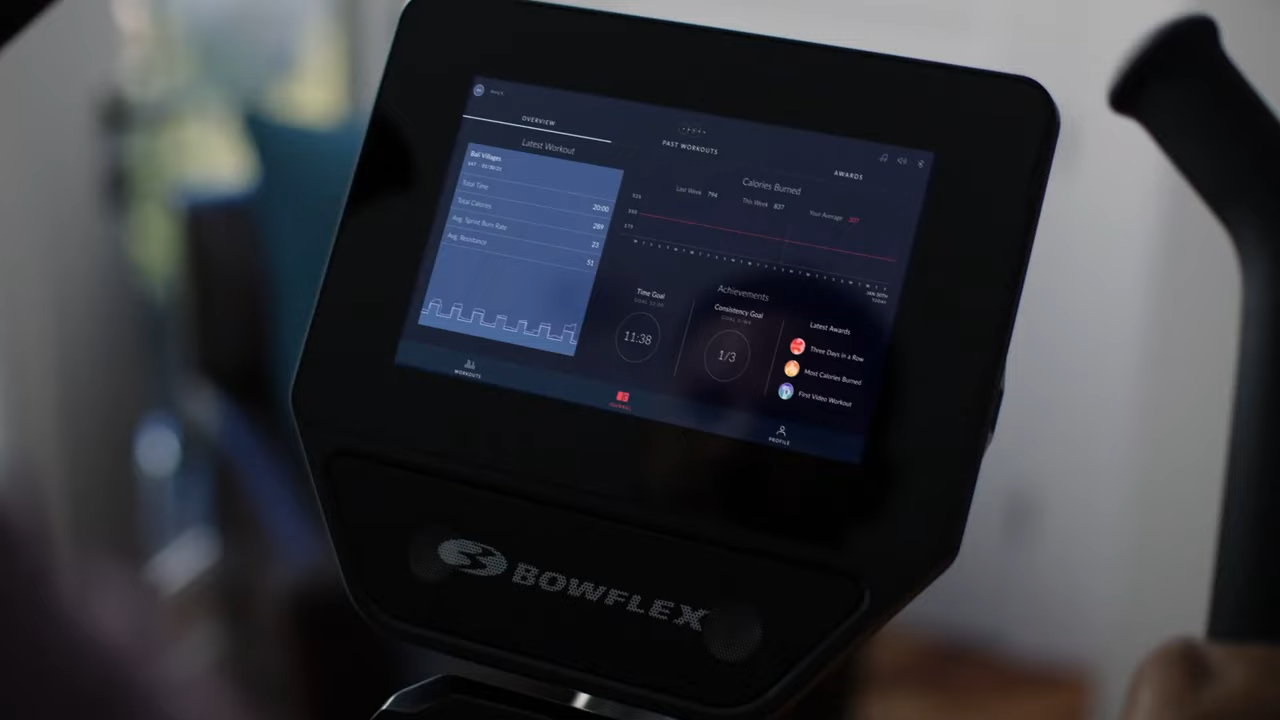 OVERVIEW
PAST WORKOUTS
AWARDS
Latest Workout
Bali Villages
Total Time 20:00
Total Calories 289
Avg. Sprint Burn Rate 23
Avg. Resistance 51
Calories Burned
Last Week 794
This Week 837
Your Average
Achievements
Time Goal
11:38
Consistency Goal
1/3
Latest Awards
Three Days in a Row
Most Calories Burned
First Video Workout
WORKOUTS
JOURNAL
PROFILE
BOWFLEX